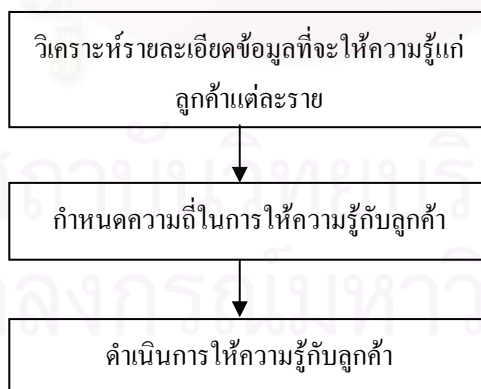 วิเคราะห์รายละเอียดข้อมูลที่จะให้ความรู้แก่
ลูกค้าแต่ละราย
กำหนดความถี่ในการให้ความรู้กับลูกค้า
ดำเนินการให้ความรู้กับลูกค้า